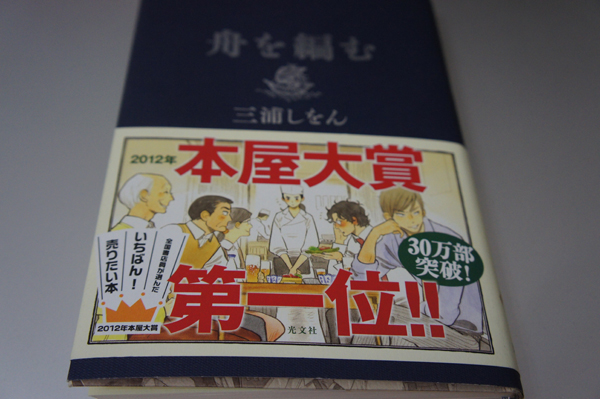 舟を編む
三浦しをん
2012年
本屋大賞
第一位!!
30万部
突破!
全国書店員が選んだ
いちばん!
売りたい本
2012年本屋大賞
光文社